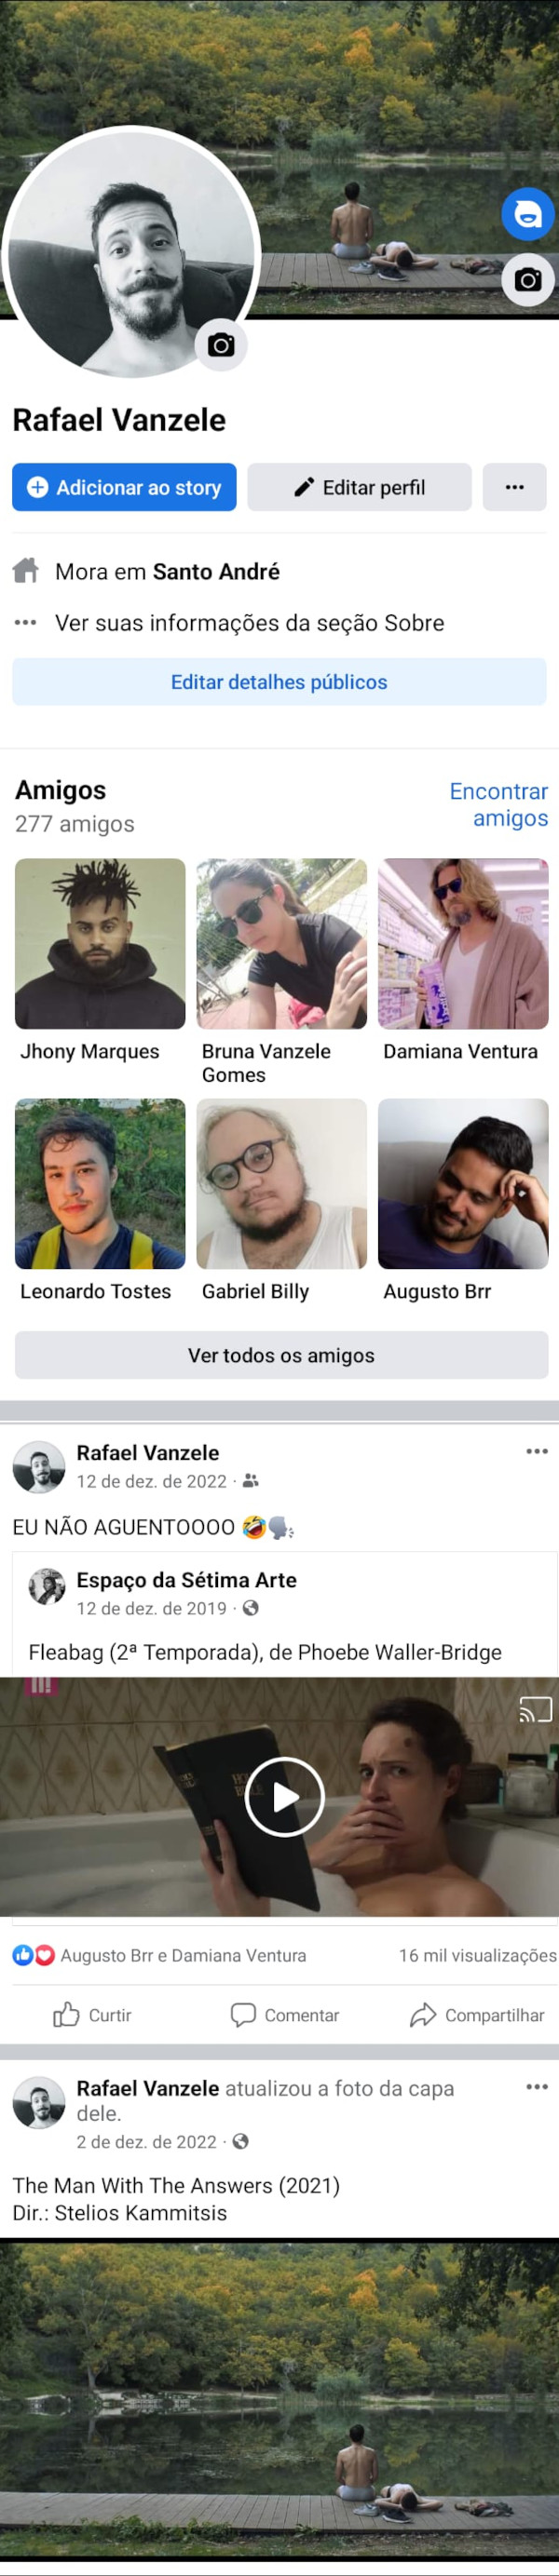 Rafael Vanzele
Adicionar ao story
Editar perfil
Mora em Santo André
Ver suas informações da seção Sobre
Editar detalhes públicos
Amigos
277 amigos
Encontrar
amigos
Jhony Marques
Bruna Vanzele
Gomes
Damiana Ventura
Leonardo Tostes
Gabriel Billy
Augusto Brr
Ver todos os amigos
Rafael Vanzele
12 de dez. de 2022 ·
EU NÃO AGUENTOOOO 🤣🗣️
Espaço da Sétima Arte
12 de dez. de 2019 ·
Fleabag (2ª Temporada), de Phoebe Waller-Bridge
HOLY
BIBLE
Augusto Brr e Damiana Ventura
16 mil visualizações
Curtir
Comentar
Compartilhar
Rafael Vanzele atualizou a foto da capa
dele.
2 de dez. de 2022 ·
The Man With The Answers (2021)
Dir.: Stelios Kammitsis